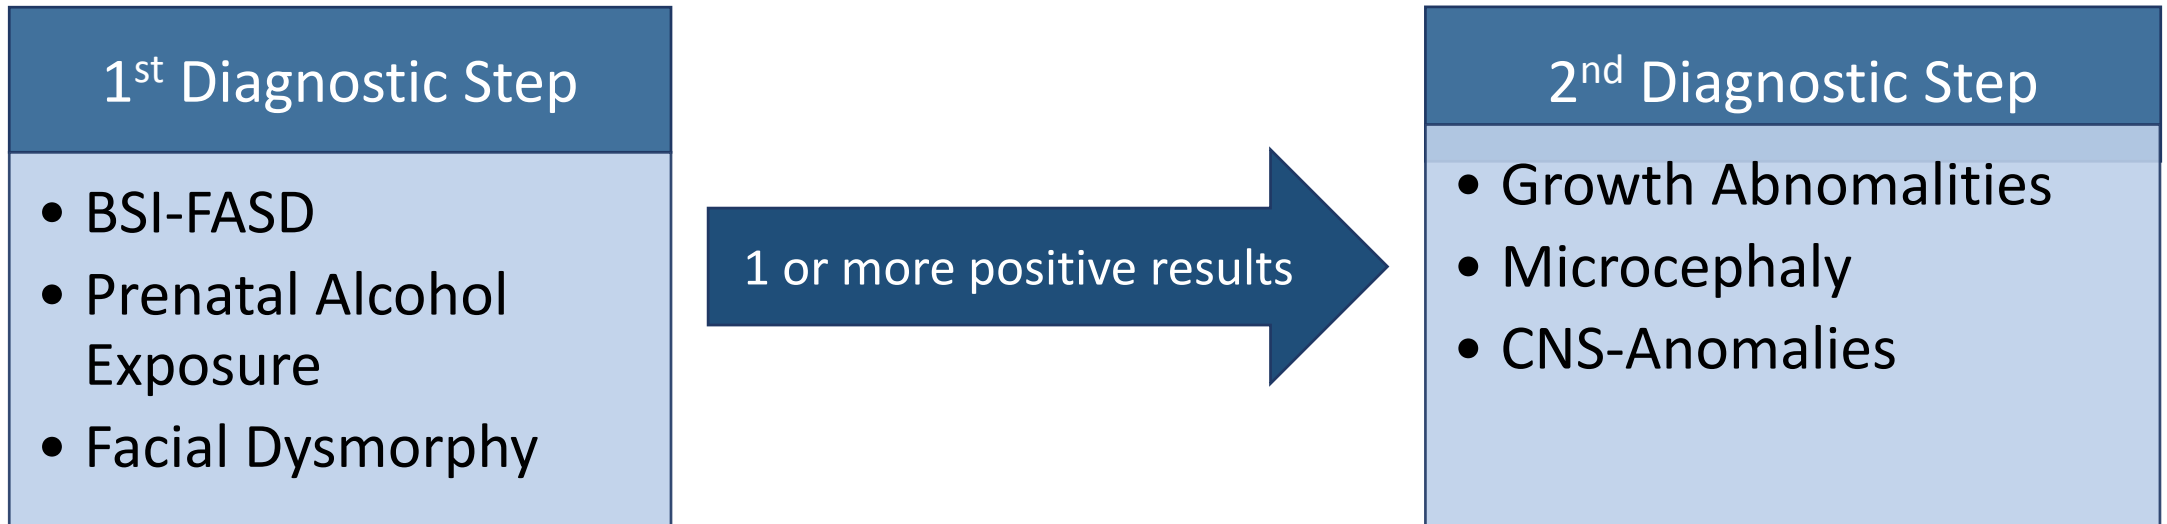 1st Diagnostic Step
• BSI-FASD
• Prenatal Alcohol
Exposure
• Facial Dysmorphy
1 or more positive results
2nd Diagnostic Step
• Growth Abnomalities
• Microcephaly
• CNS-Anomalies